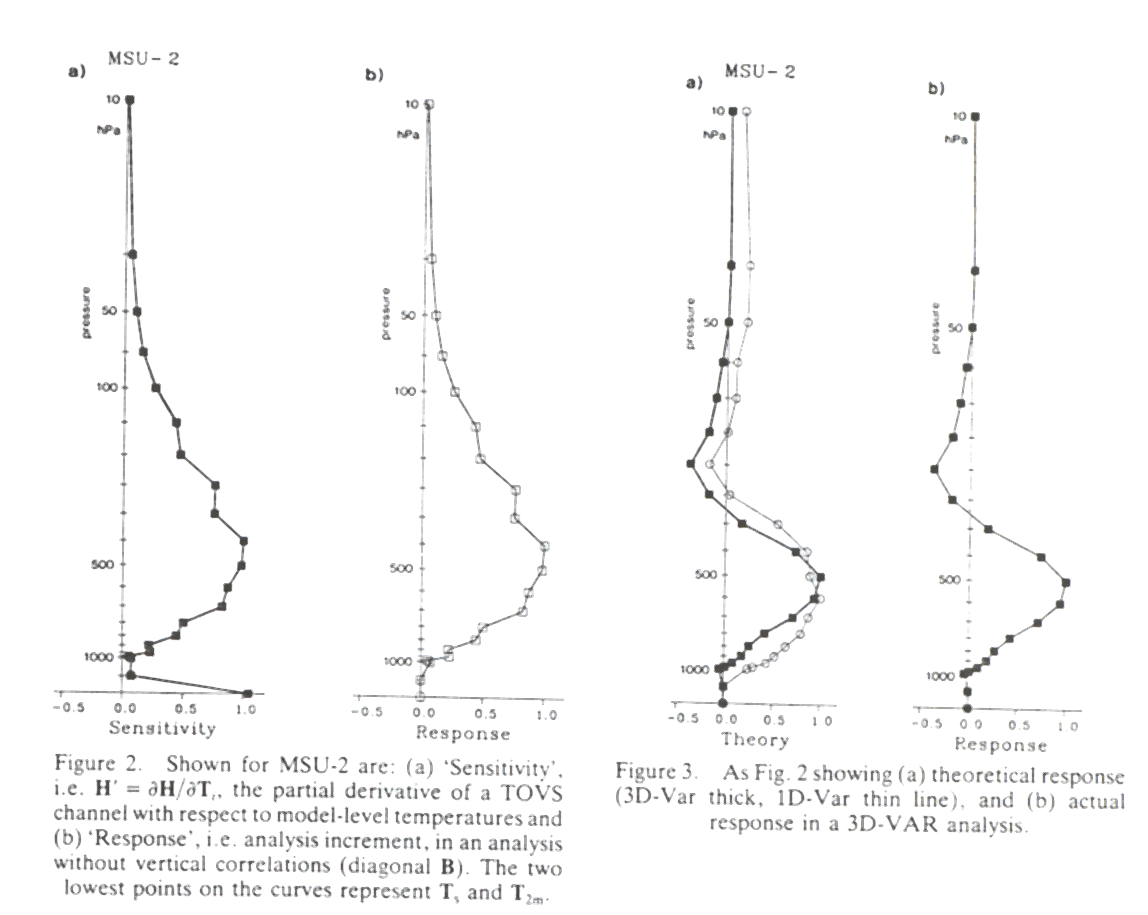 MSU-2
a)
10
hPa
50
pressure
100
500
1000
-0.5 0.0 0.5 1.0
Sensitivity
b)
10
hPa
50
pressure
100
500
1000
-0.5 0.0 0.5 1.0
Response
Figure 2. Shown for MSU-2 are: (a) ‘Sensitivity’,
i.e. H′ = ∂H/∂T, the partial derivative of a TOVS
channel with respect to model-level temperatures and
(b) ‘Response’, i.e. analysis increment, in an analysis
without vertical correlations (diagonal B). The two
lowest points on the curves represent Tₛ and T₂ₘ.
MSU-2
a)
10
hPa
50
pressure
500
1000
-0.5 0.0 0.5 1.0
Theory
b)
10
hPa
50
pressure
500
1000
-0.5 0.0 0.5 1.0
Response
Figure 3. As Fig. 2 showing (a) theoretical response
(3D-Var thick, 1D-Var thin line), and (b) actual
response in a 3D-VAR analysis.